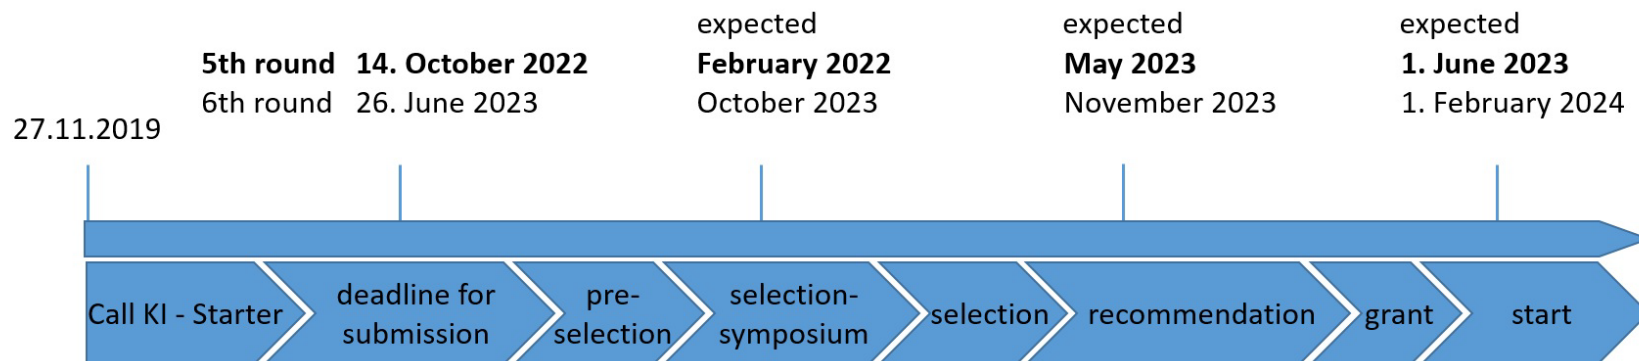 expected
expected
expected
5th round 14. October 2022
February 2022
May 2023
1. June 2023
6th round 26. June 2023
October 2023
November 2023
1. February 2024
27.11.2019
Call KI - Starter
deadline for
submission
pre-
selection
selection-
symposium
selection
recommendation
grant
start